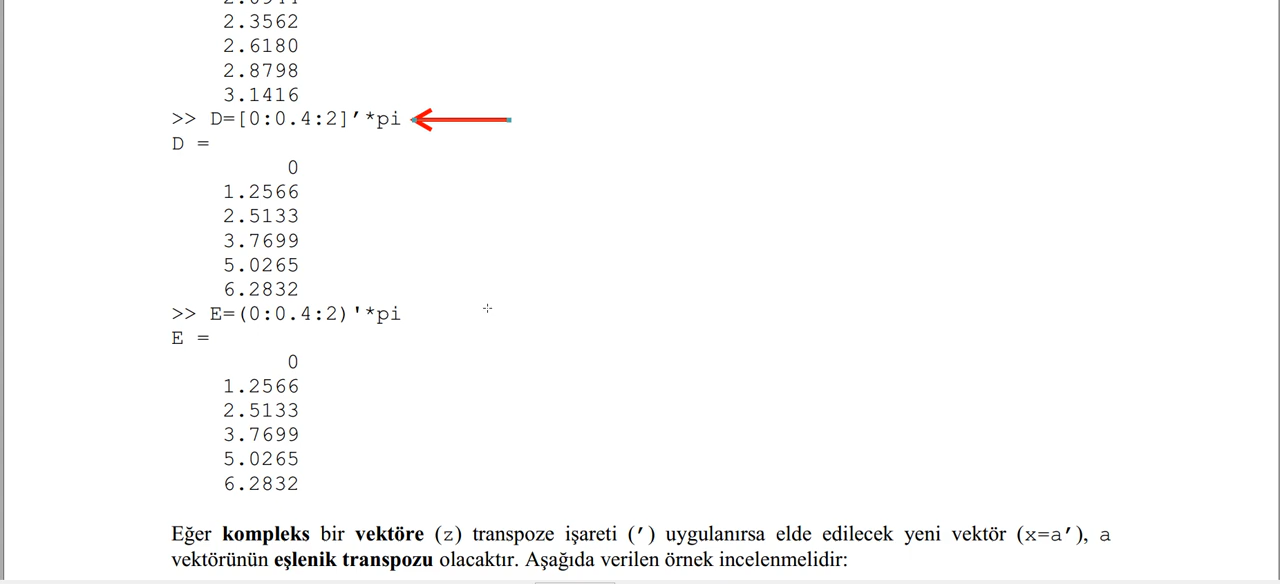 2.3562
2.6180
2.8798
3.1416
>> D=[0:0.4:2]′*pi
D =
0
1.2566
2.5133
3.7699
5.0265
6.2832
>> E=(0:0.4:2)'*pi
E =
0
1.2566
2.5133
3.7699
5.0265
6.2832
Eğer kompleks bir vektöre (z) transpoze işareti (′) uygulanırsa elde edilecek yeni vektör (x=a′), a
vektörünün eşlenik transpozu olacaktır. Aşağıda verilen örnek incelenmelidir: